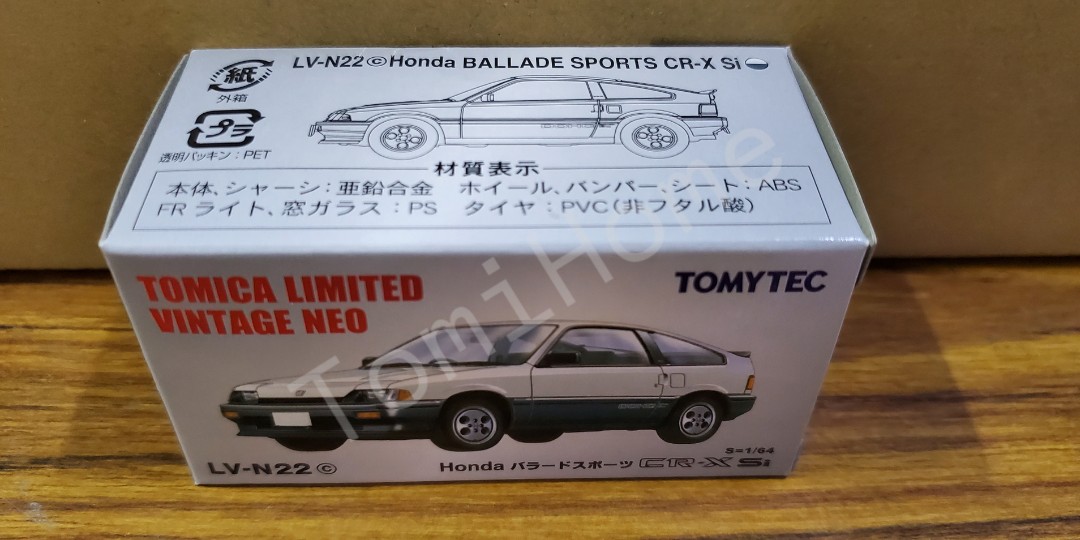 LV-N22 ⓒ Honda BALLADE SPORTS CR-X Si
紙
外箱
プラ
透明パッキン：PET
材質表示
本体、シャーシ：亜鉛合金 ホイール、バンパー、シート：ABS
FRライト、窓ガラス：PS タイヤ：PVC(非フタル酸)
TOMICA LIMITED
VINTAGE NEO
TOMYTEC
TomiHome
S=1/64
LV-N22 ⓒ
Honda バラードスポーツ CR-X Si